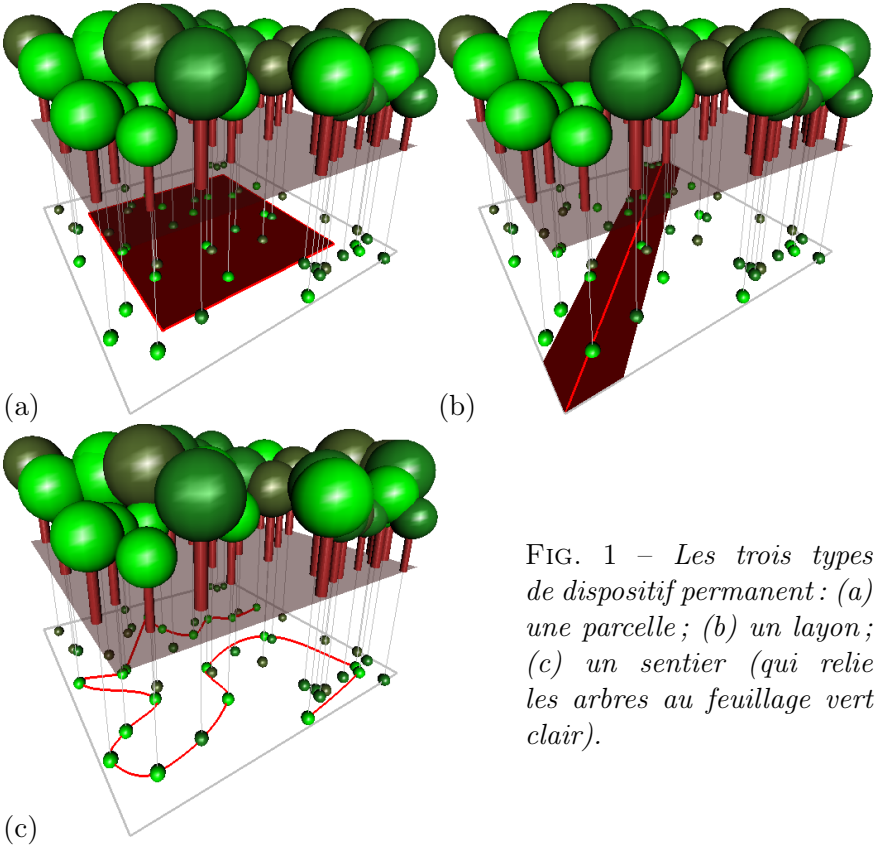 (a)
(b)
(c)
FIG. 1 – Les trois types
de dispositif permanent : (a)
une parcelle ; (b) un layon ;
(c) un sentier (qui relie
les arbres au feuillage vert
clair).